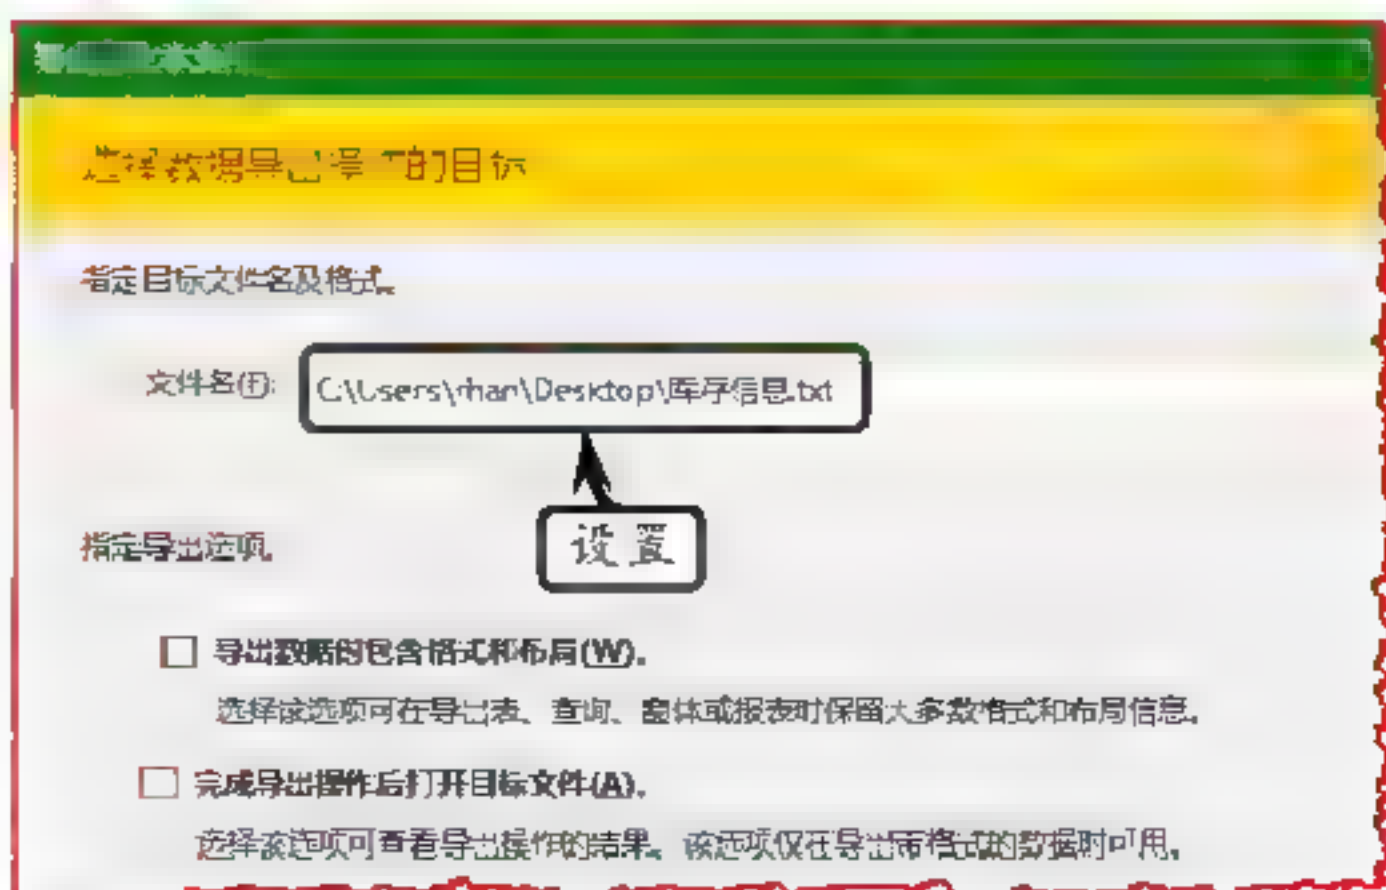 选择数据导出操作的目标
指定目标文件名及格式。
文件名(F):
C:\Users\han\Desktop\库存信息.txt
设置
指定导出选项。
导出数据时包含格式和布局(W)。
选择该选项可在导出表、查询、窗体或报表时保留大多数格式和布局信息。
完成导出操作后打开目标文件(A)。
选择该选项可查看导出操作的结果。该选项仅在导出带格式的数据时可用。